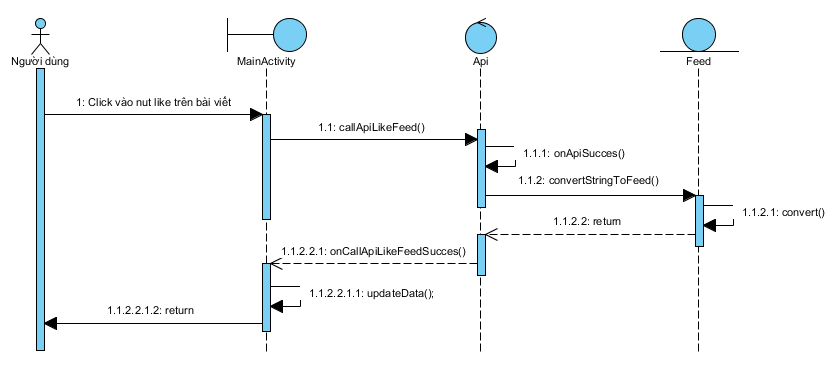 Người dùng
MainActivity
Api
Feed
1: Click vào nut like trên bài viết
1.1: callApiLikeFeed()
1.1.1: onApiSucces()
1.1.2: convertStringToFeed()
1.1.2.1: convert()
1.1.2.2: return
1.1.2.2.1: onCallApiLikeFeedSucces()
1.1.2.2.1.1: updateData();
1.1.2.2.1.2: return